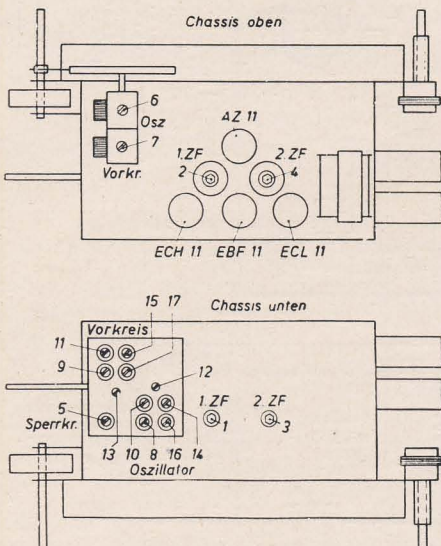 Chassis oben
6
Osz
7
Vorkr.
AZ 11
1. ZF
2
2. ZF
4
ECH 11
EBF 11
ECL 11
Chassis unten
15 17
Vorkreis
11
9
12
5
Sperrkr.
13 10 8 16 14
Oszillator
1. ZF
1
2. ZF
3